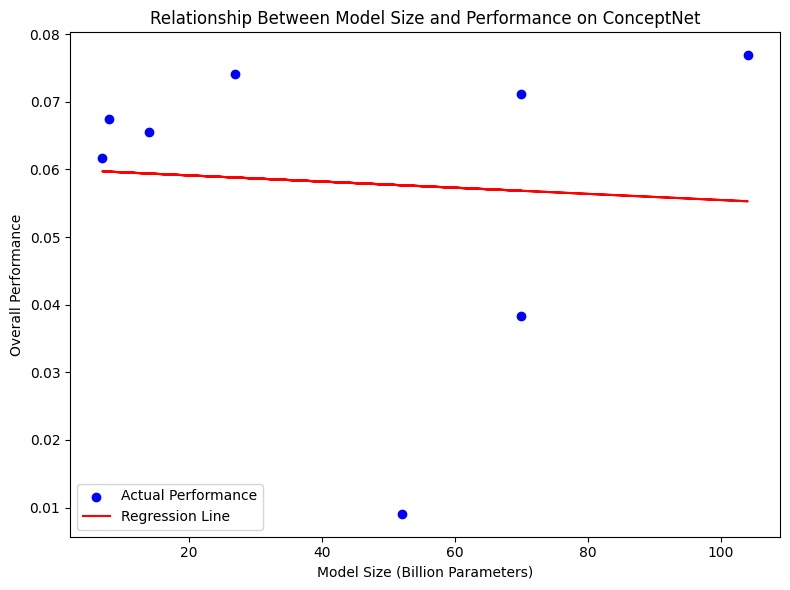 Relationship Between Model Size and Performance on ConceptNet
0.08
0.07
0.06
0.05
0.04
0.03
0.02
0.01
Overall Performance
Actual Performance
Regression Line
20
40
60
80
100
Model Size (Billion Parameters)